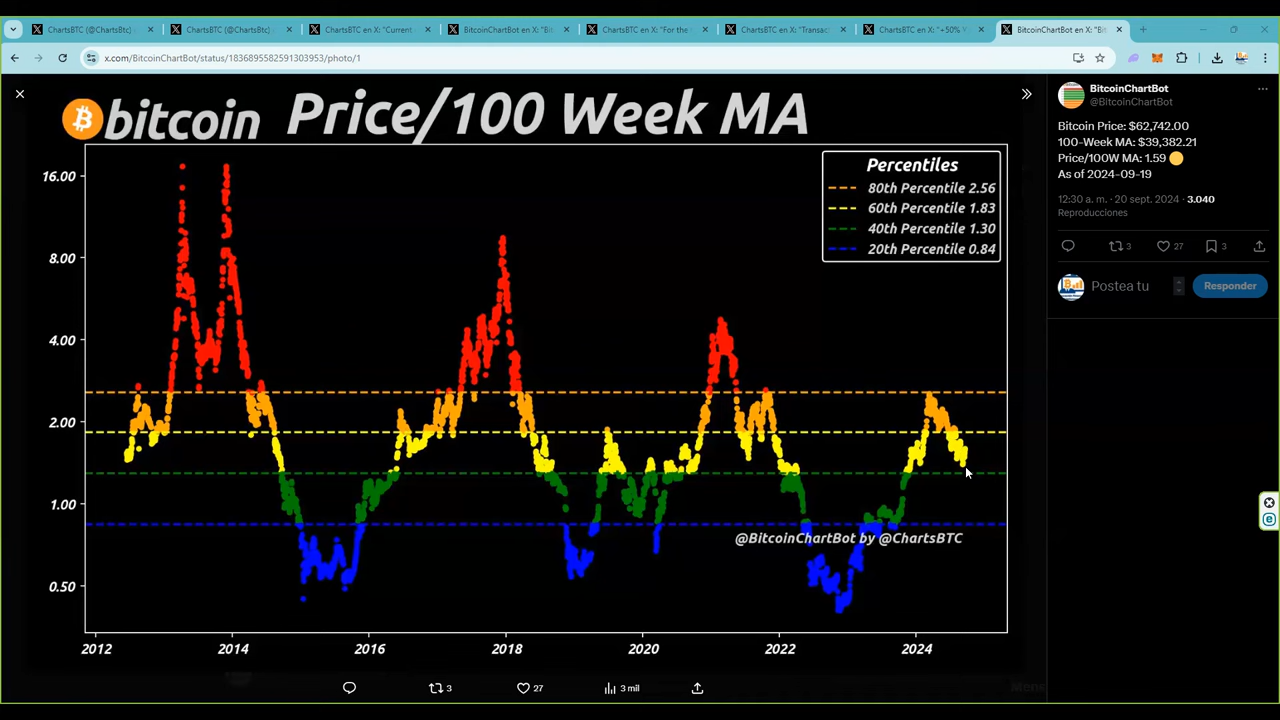 ChartsBTC (@ChartsBtc)
ChartsBTC (@ChartsBtc)
ChartsBTC en X: "Current
BitcoinChartBot en X: "Bit
ChartsBTC en X: "For the
ChartsBTC en X: "Transac
ChartsBTC en X: "+50% Y
BitcoinChartBot en X: "Bit
x.com/BitcoinChartBot/status/1836895582591303953/photo/1
bitcoin Price/100 Week MA
Percentiles
80th Percentile 2.56
60th Percentile 1.83
40th Percentile 1.30
20th Percentile 0.84
16.00
8.00
4.00
2.00
1.00
0.50
@BitcoinChartBot by @ChartsBTC
2012 2014 2016 2018 2020 2022 2024
3 27 3 mil
BitcoinChartBot
@BitcoinChartBot
Bitcoin Price: $62,742.00
100-Week MA: $39,382.21
Price/100W MA: 1.59
As of 2024-09-19
12:30 a. m. · 20 sept. 2024 · 3.040
Reproducciones
3 27 3
Postea tu
Responder